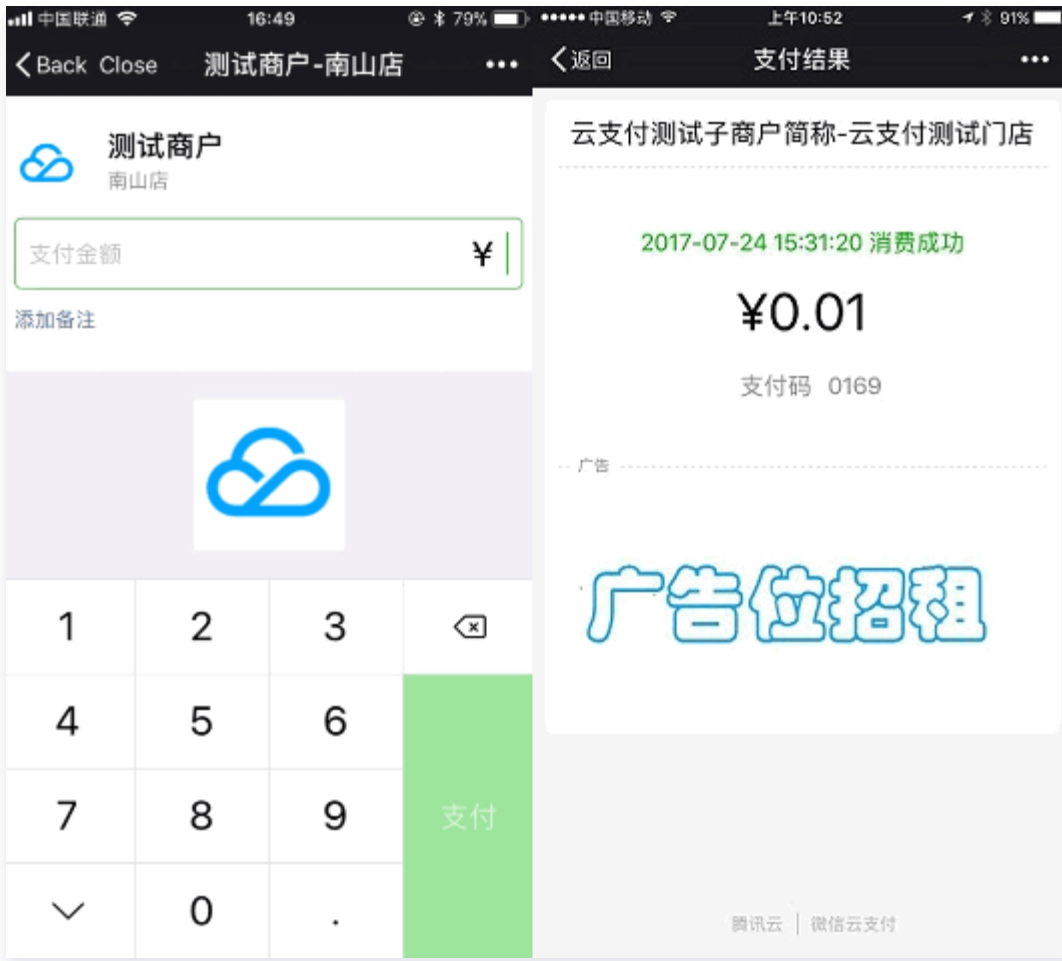 中国联通 16:49 79%
Back Close 测试商户-南山店
测试商户
南山店
支付金额 ¥
添加备注
1 2 3
4 5 6
7 8 9 支付
0 .
中国移动 上午10:52 91%
返回 支付结果
云支付测试子商户简称-云支付测试门店
2017-07-24 15:31:20 消费成功
¥0.01
支付码 0169
广告
广告位招租
腾讯云 | 微信云支付